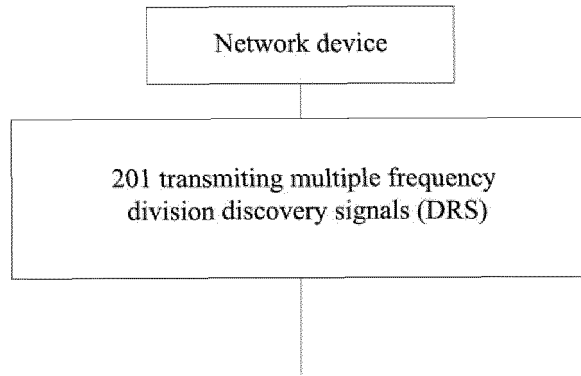 Network device
201 transmiting multiple frequency
division discovery signals (DRS)